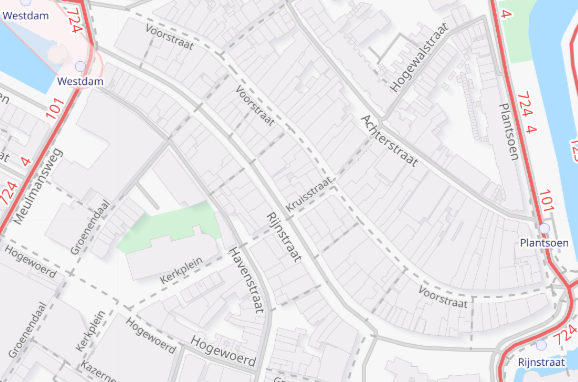 Westdam
724
4
Voorstraat
Hogewalstraat
Westdam
101
Voorstraat
Plantsoen
724 4
Achterstraat
4
724
Meulmansweg
Kruisstraat
101
Groenendaal
Rijnstraat
Plantsoen
Hogewoerd
Kerkplein
Havenstraat
Voorstraat
Groenendaal
Kerkplein
Hogewoerd
Hogewoerd
724
Rijnstraat